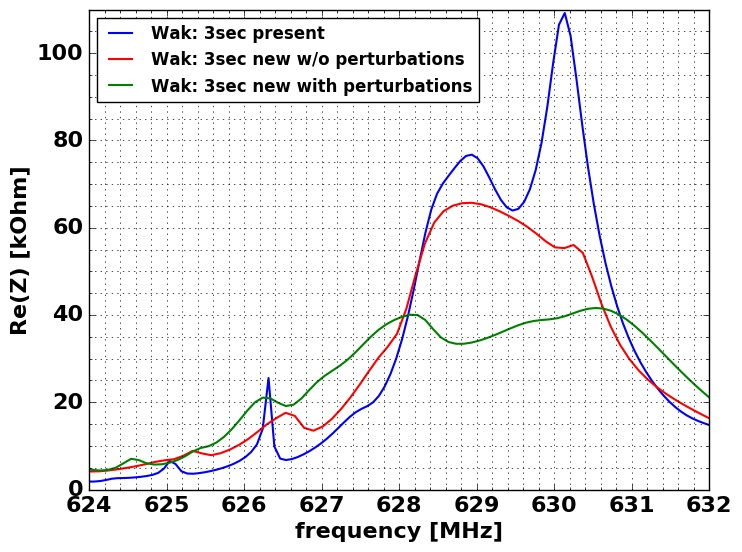 Wak: 3sec present
Wak: 3sec new w/o perturbations
Wak: 3sec new with perturbations
100
80
60
40
20
0
Re(Z) [kOhm]
624 625 626 627 628 629 630 631 632
frequency [MHz]